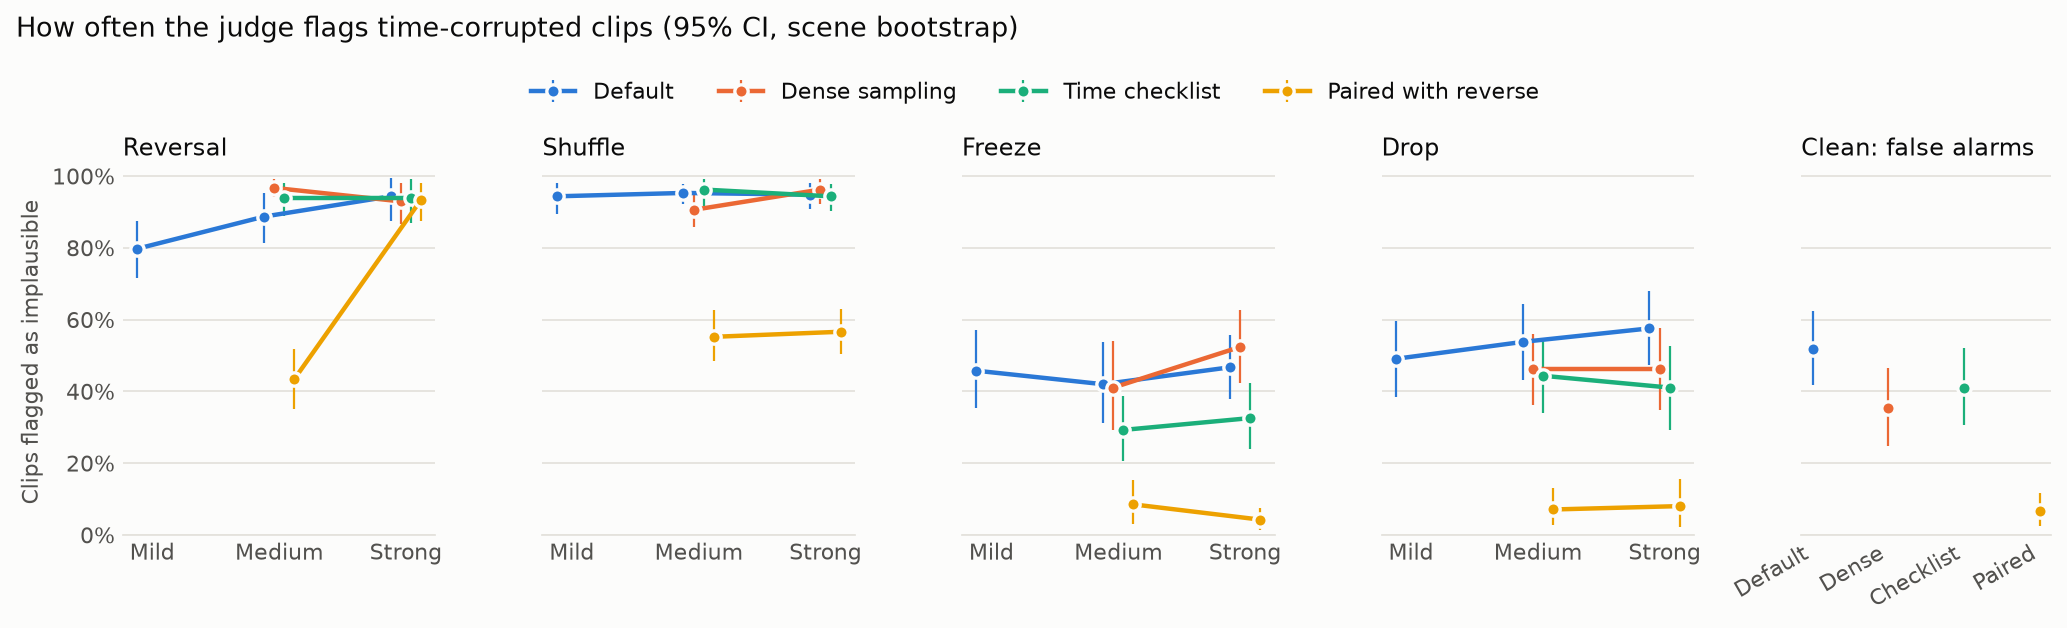 How often the judge flags time-corrupted clips (95% CI, scene bootstrap)
Default Dense sampling Time checklist Paired with reverse
Reversal Shuffle Freeze Drop Clean: false alarms
Clips flagged as implausible
100%
80%
60%
40%
20%
0%
Mild Medium Strong Mild Medium Strong Mild Medium Strong Mild Medium Strong Default Dense Checklist Paired